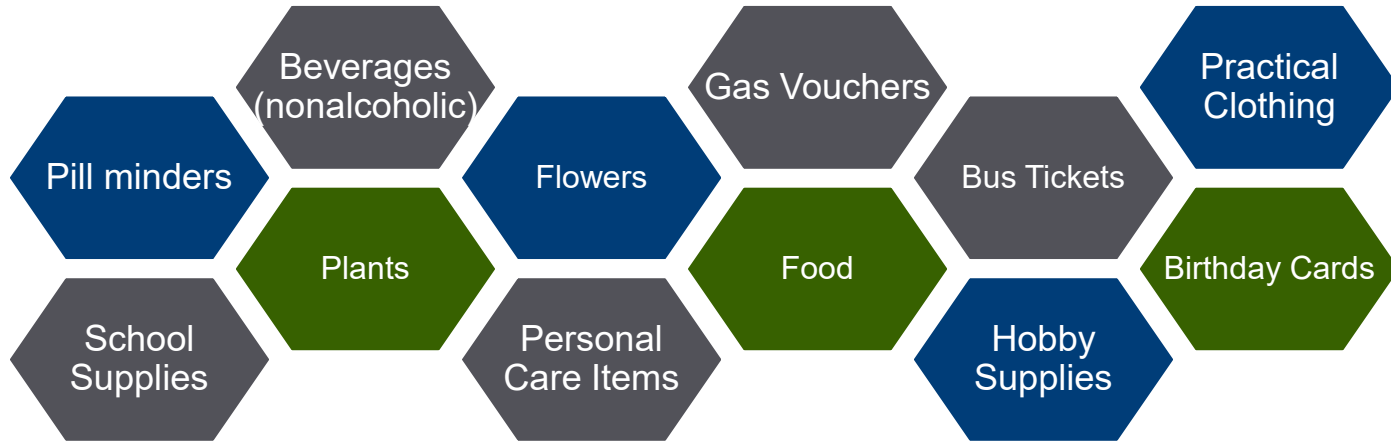 Pill minders
School
Supplies
Beverages
(nonalcoholic)
Plants
Flowers
Personal
Care Items
Gas Vouchers
Food
Bus Tickets
Hobby
Supplies
Practical
Clothing
Birthday Cards